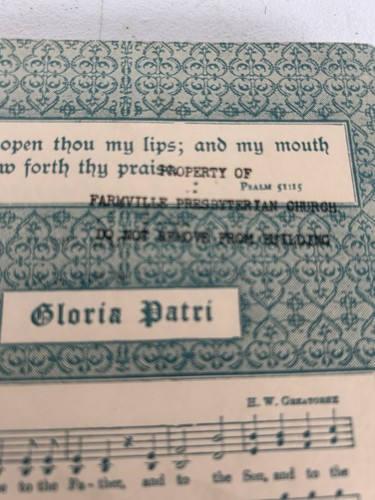 open thou my lips; and my mouth
w forth thy praise.
PROPERTY OF
PSALM 51:15
FARMVILLE PRESBYTERIAN CHURCH
DO NOT REMOVE FROM BUILDING
Gloria Patri
H. W. GREATOREX
e to the Fa - ther, and to the Son, and to the